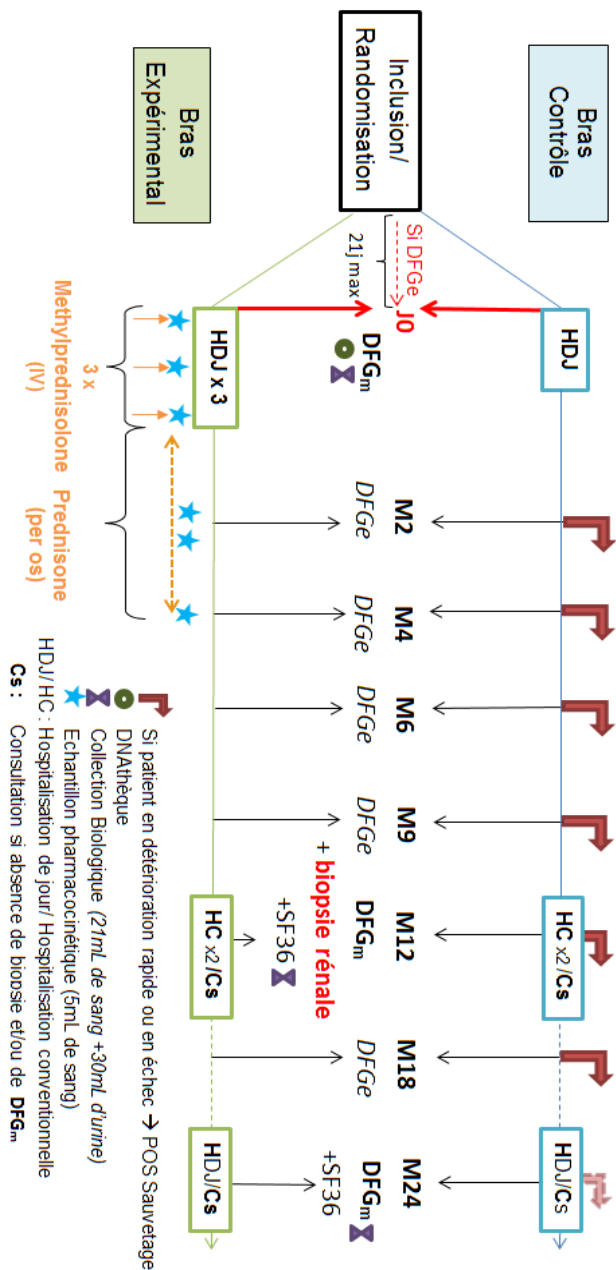 Bras
Contrôle
HDJ
HC x2/Cs
HDJ/Cs
Inclusion/
Randomisation
Si DFGe
21j max
J0
M2
M4
M6
M9
M12
M18
M24
DFGm
DFGe
DFGe
DFGe
DFGe
DFGm
DFGe
DFGm
+ biopsie rénale
+SF36
+SF36
Bras
Expérimental
HDJ x 3
HC x2/Cs
HDJ/Cs
3 x
Methylprednisolone
(IV)
Prednisone
(per os)
Si patient en détérioration rapide ou en échec → POS Sauvetage
DNAthèque
Collection Biologique (21mL de sang +30mL d'urine)
Echantillon pharmacocinétique (5mL de sang)
HDJ/ HC : Hospitalisation de jour/ Hospitalisation conventionnelle
Cs : Consultation si absence de biopsie et/ou de DFGm